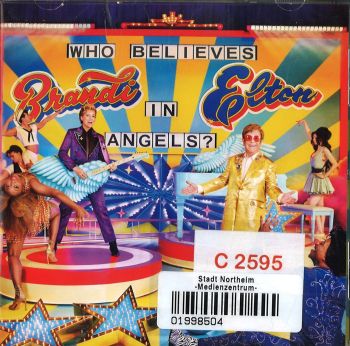 WHO BELIEVES
Brandi
Elton
IN
ANGELS?
C 2595
Stadt Northeim
-Medienzentrum-
01998504